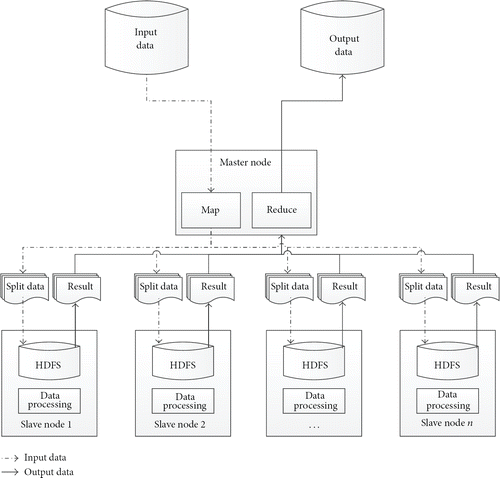 Input
data
Output
data
Master node
Map
Reduce
Split data
Result
Split data
Result
Split data
Result
Split data
Result
HDFS
HDFS
HDFS
HDFS
Data
processing
Data
processing
Data
processing
Data
processing
Slave node 1
Slave node 2
...
Slave node n
Input data
Output data